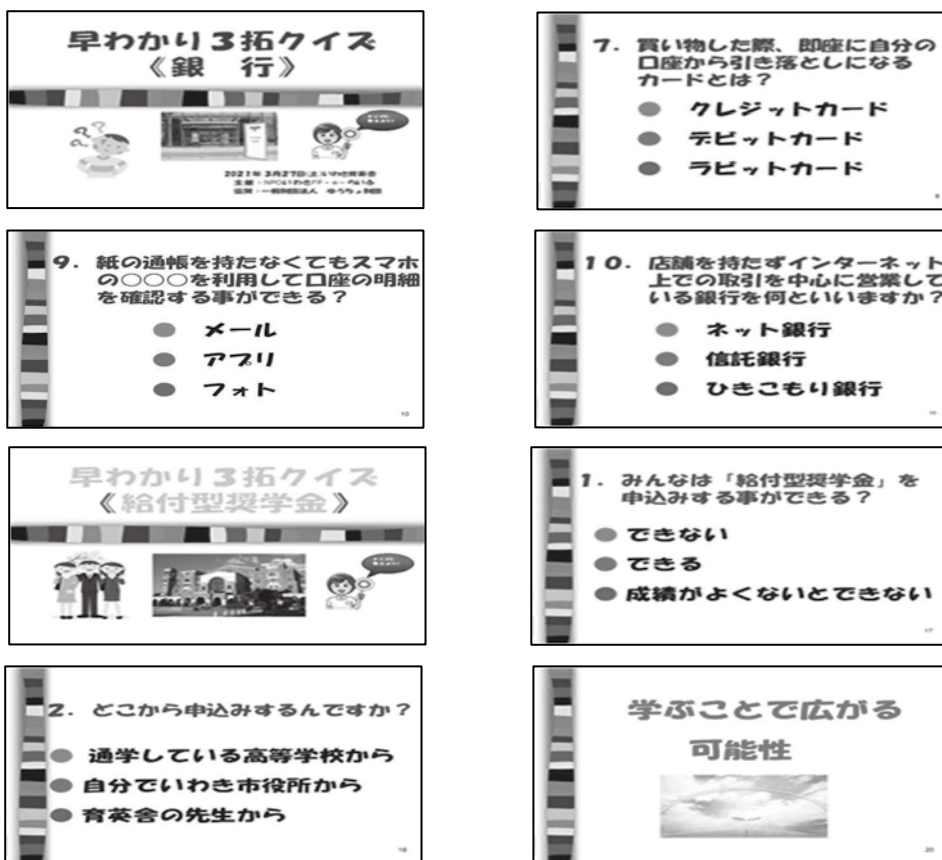 早わかり３拓クイズ
《銀　行》
2021年3月27日(土)いわき育英舎
７．買い物した際、即座に自分の
口座から引き落としになる
カードとは？
● クレジットカード
● デビットカード
● ラビットカード
９．紙の通帳を持たなくてもスマホ
の○○○を利用して口座の明細
を確認する事ができる？
● メール
● アプリ
● フォト
10
１０．店舗を持たずインターネット
上での取引を中心に営業して
いる銀行を何といいますか？
● ネット銀行
● 信託銀行
● ひきこもり銀行
早わかり３拓クイズ
《給付型奨学金》
１．みんなは「給付型奨学金」を
申込みする事ができる？
● できない
● できる
● 成績がよくないとできない
17
２．どこから申込みするんですか？
● 通学している高等学校から
● 自分でいわき市役所から
● 育英舎の先生から
18
学ぶことで広がる
可能性
20